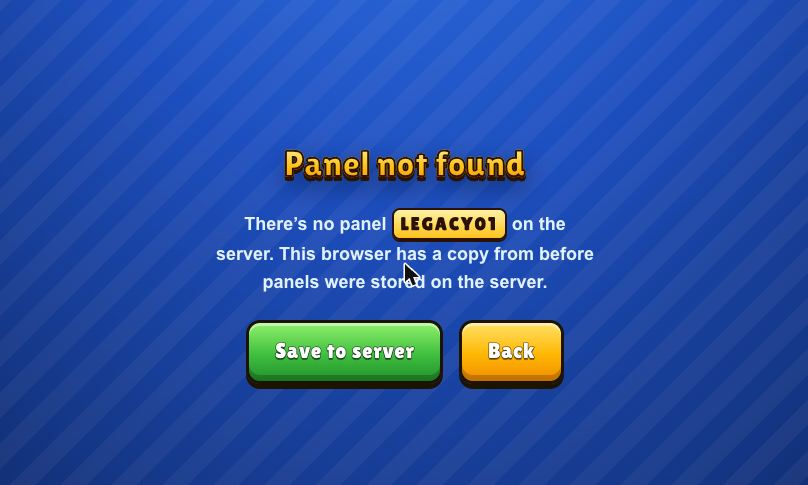 Panel not found
There’s no panel LEGACY01 on the
server. This browser has a copy from before
panels were stored on the server.
Save to server
Back